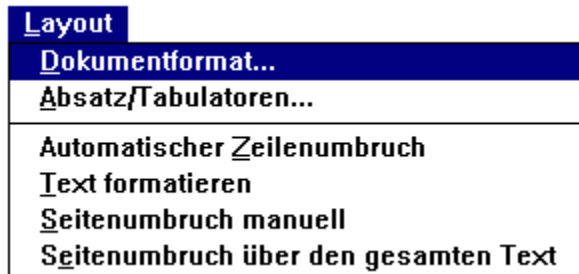 Layout
Dokumentformat...
Absatz/Tabulatoren...
Automatischer Zeilenumbruch
Text formatieren
Seitenumbruch manuell
Seitenumbruch über den gesamten Text